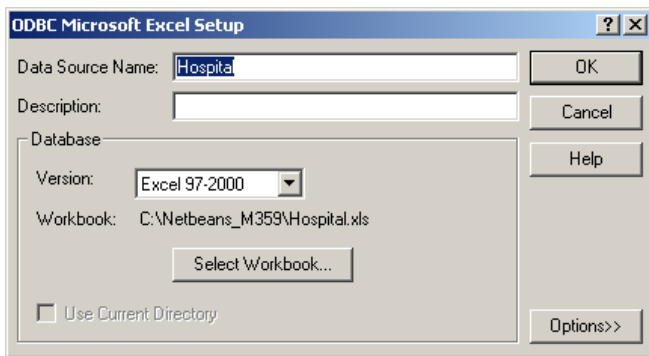 ODBC Microsoft Excel Setup
Data Source Name: Hospital
OK
Description:
Cancel
Database
Help
Version: Excel 97-2000
Workbook: C:\Netbeans_M359\Hospital.xls
Select Workbook...
Use Current Directory
Options>>